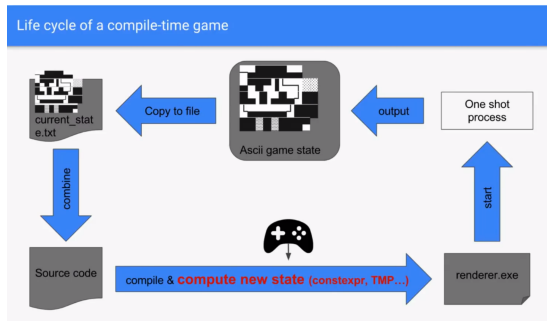 Life cycle of a compile-time game
current_stat
e.txt
Copy to file
Ascii game state
output
One shot
process
combine
start
Source code
compile & compute new state (constexpr, TMP...)
renderer.exe